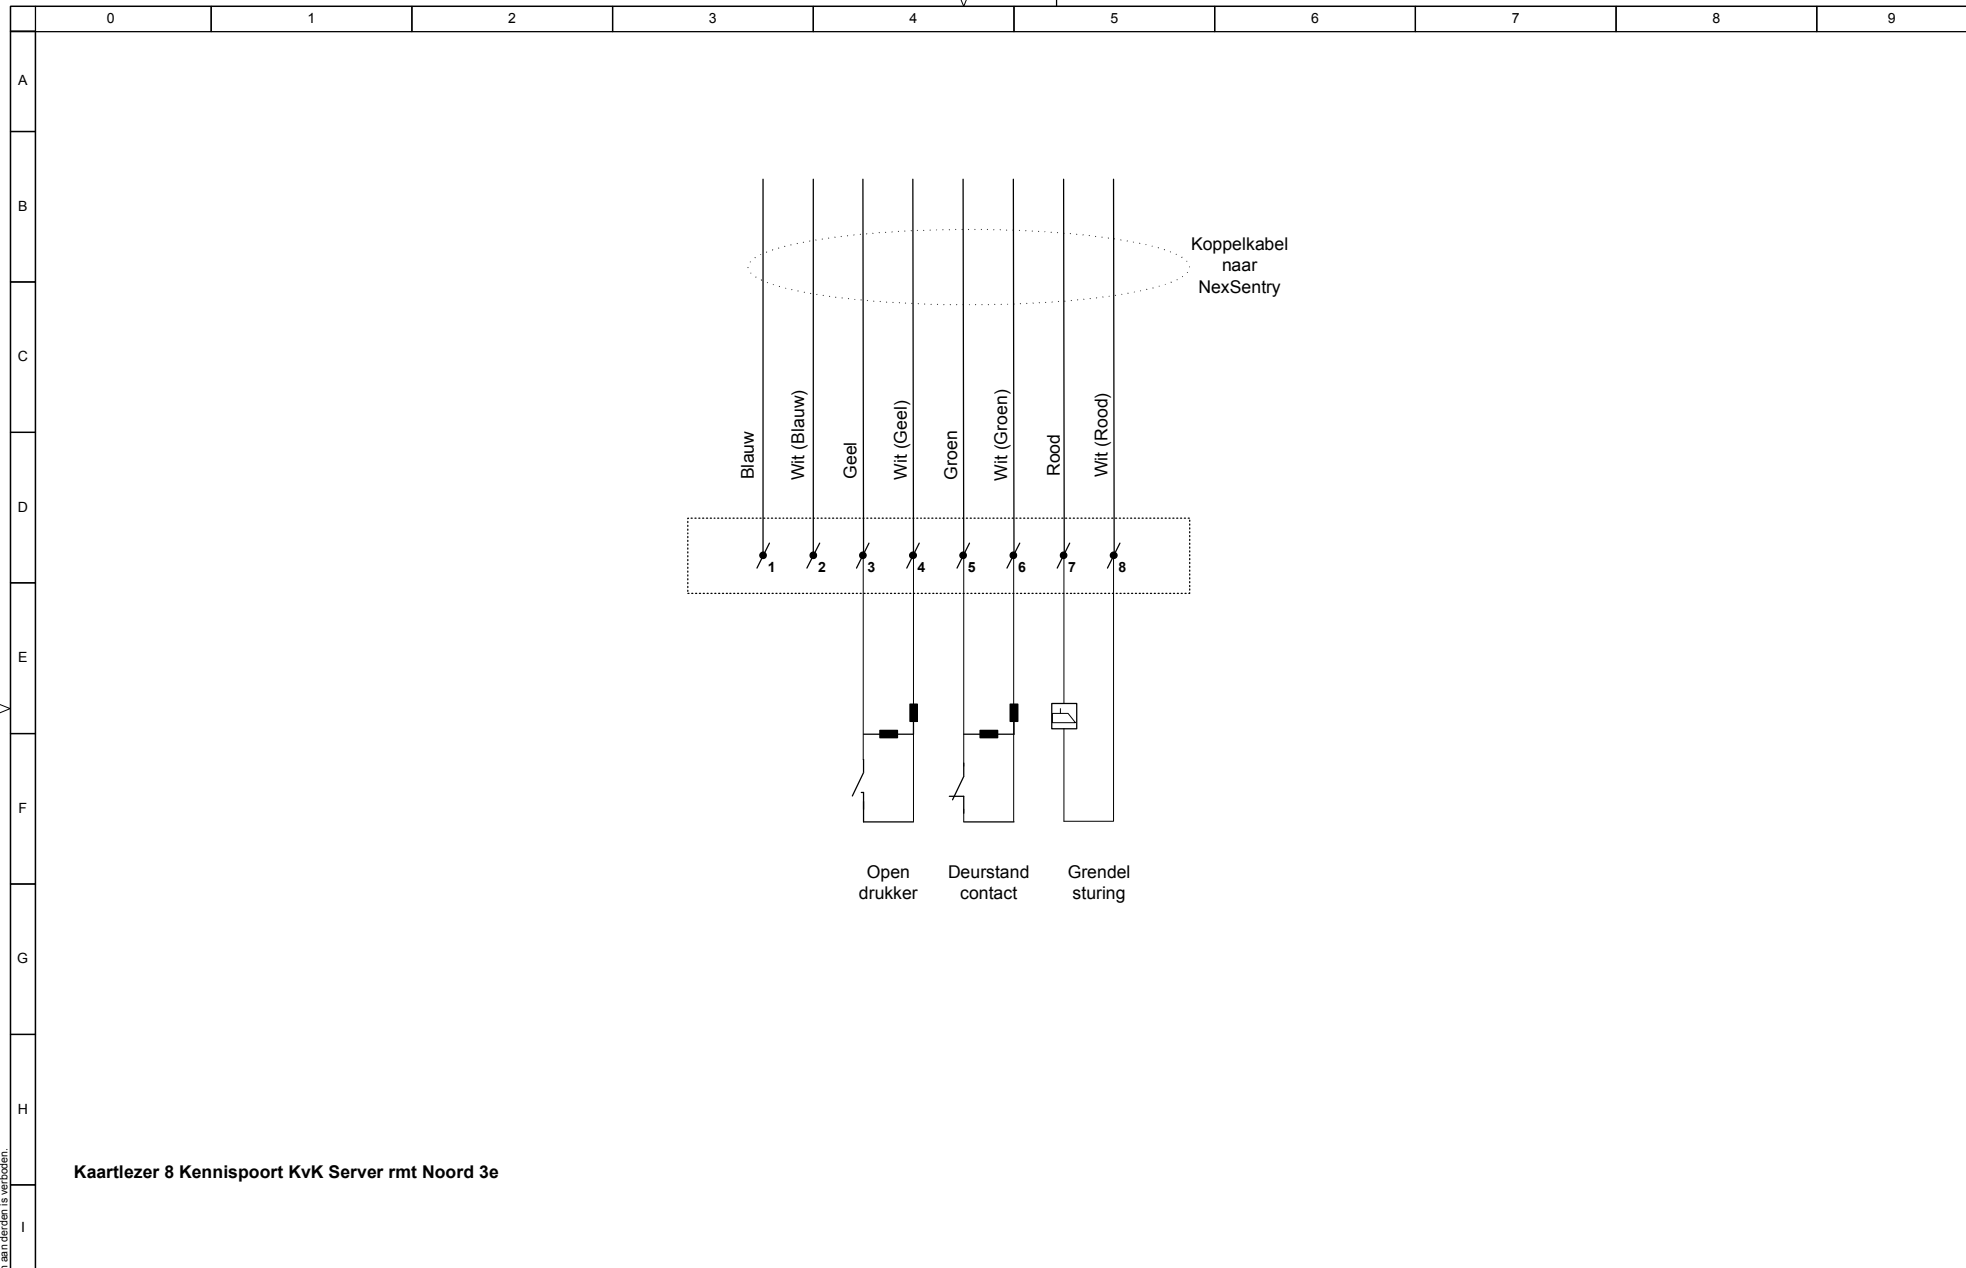 0 1 2 3 4 5 6 7 8 9
A
B
C
D
E
F
G
H
I
Koppelkabel
naar
NexSentry
Blauw
Wit (Blauw)
Geel
Wit (Geel)
Groen
Wit (Groen)
Rood
Wit (Rood)
1 2 3 4 5 6 7 8
Open
drukker
Deurstand
contact
Grendel
sturing
Kaartlezer 8 Kennispoort KvK Server rmt Noord 3e
aan derden is verboden.